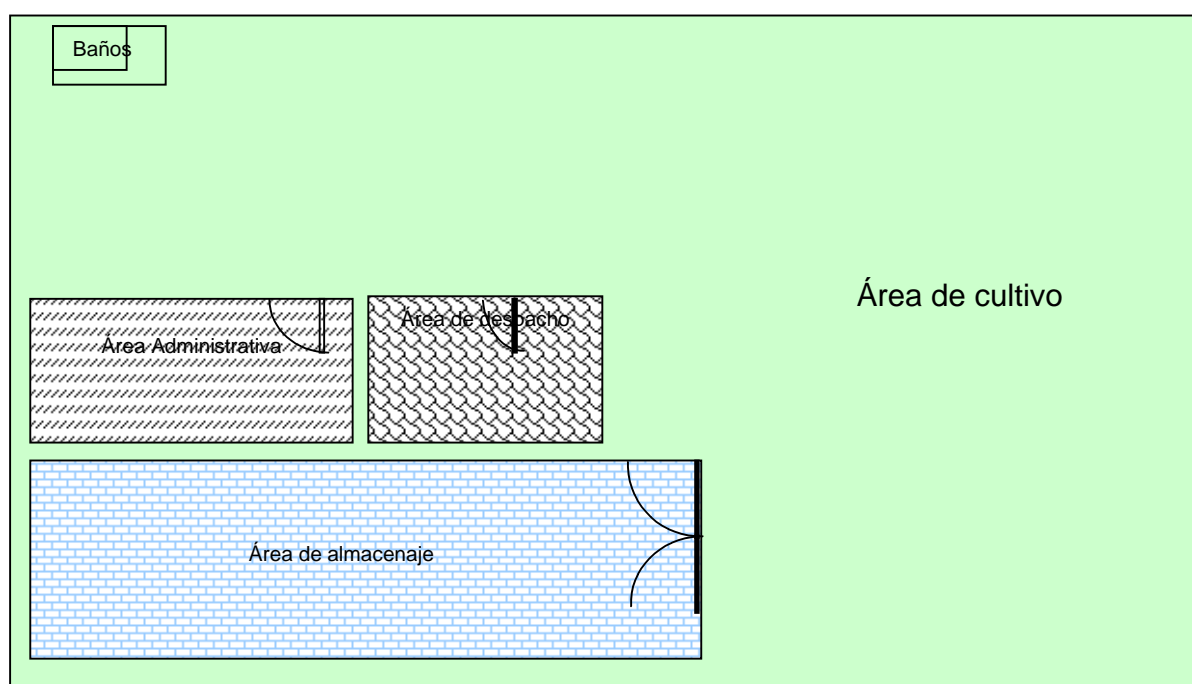 Baños
Área de cultivo
Área de despacho
Área Administrativa
Área de almacenaje